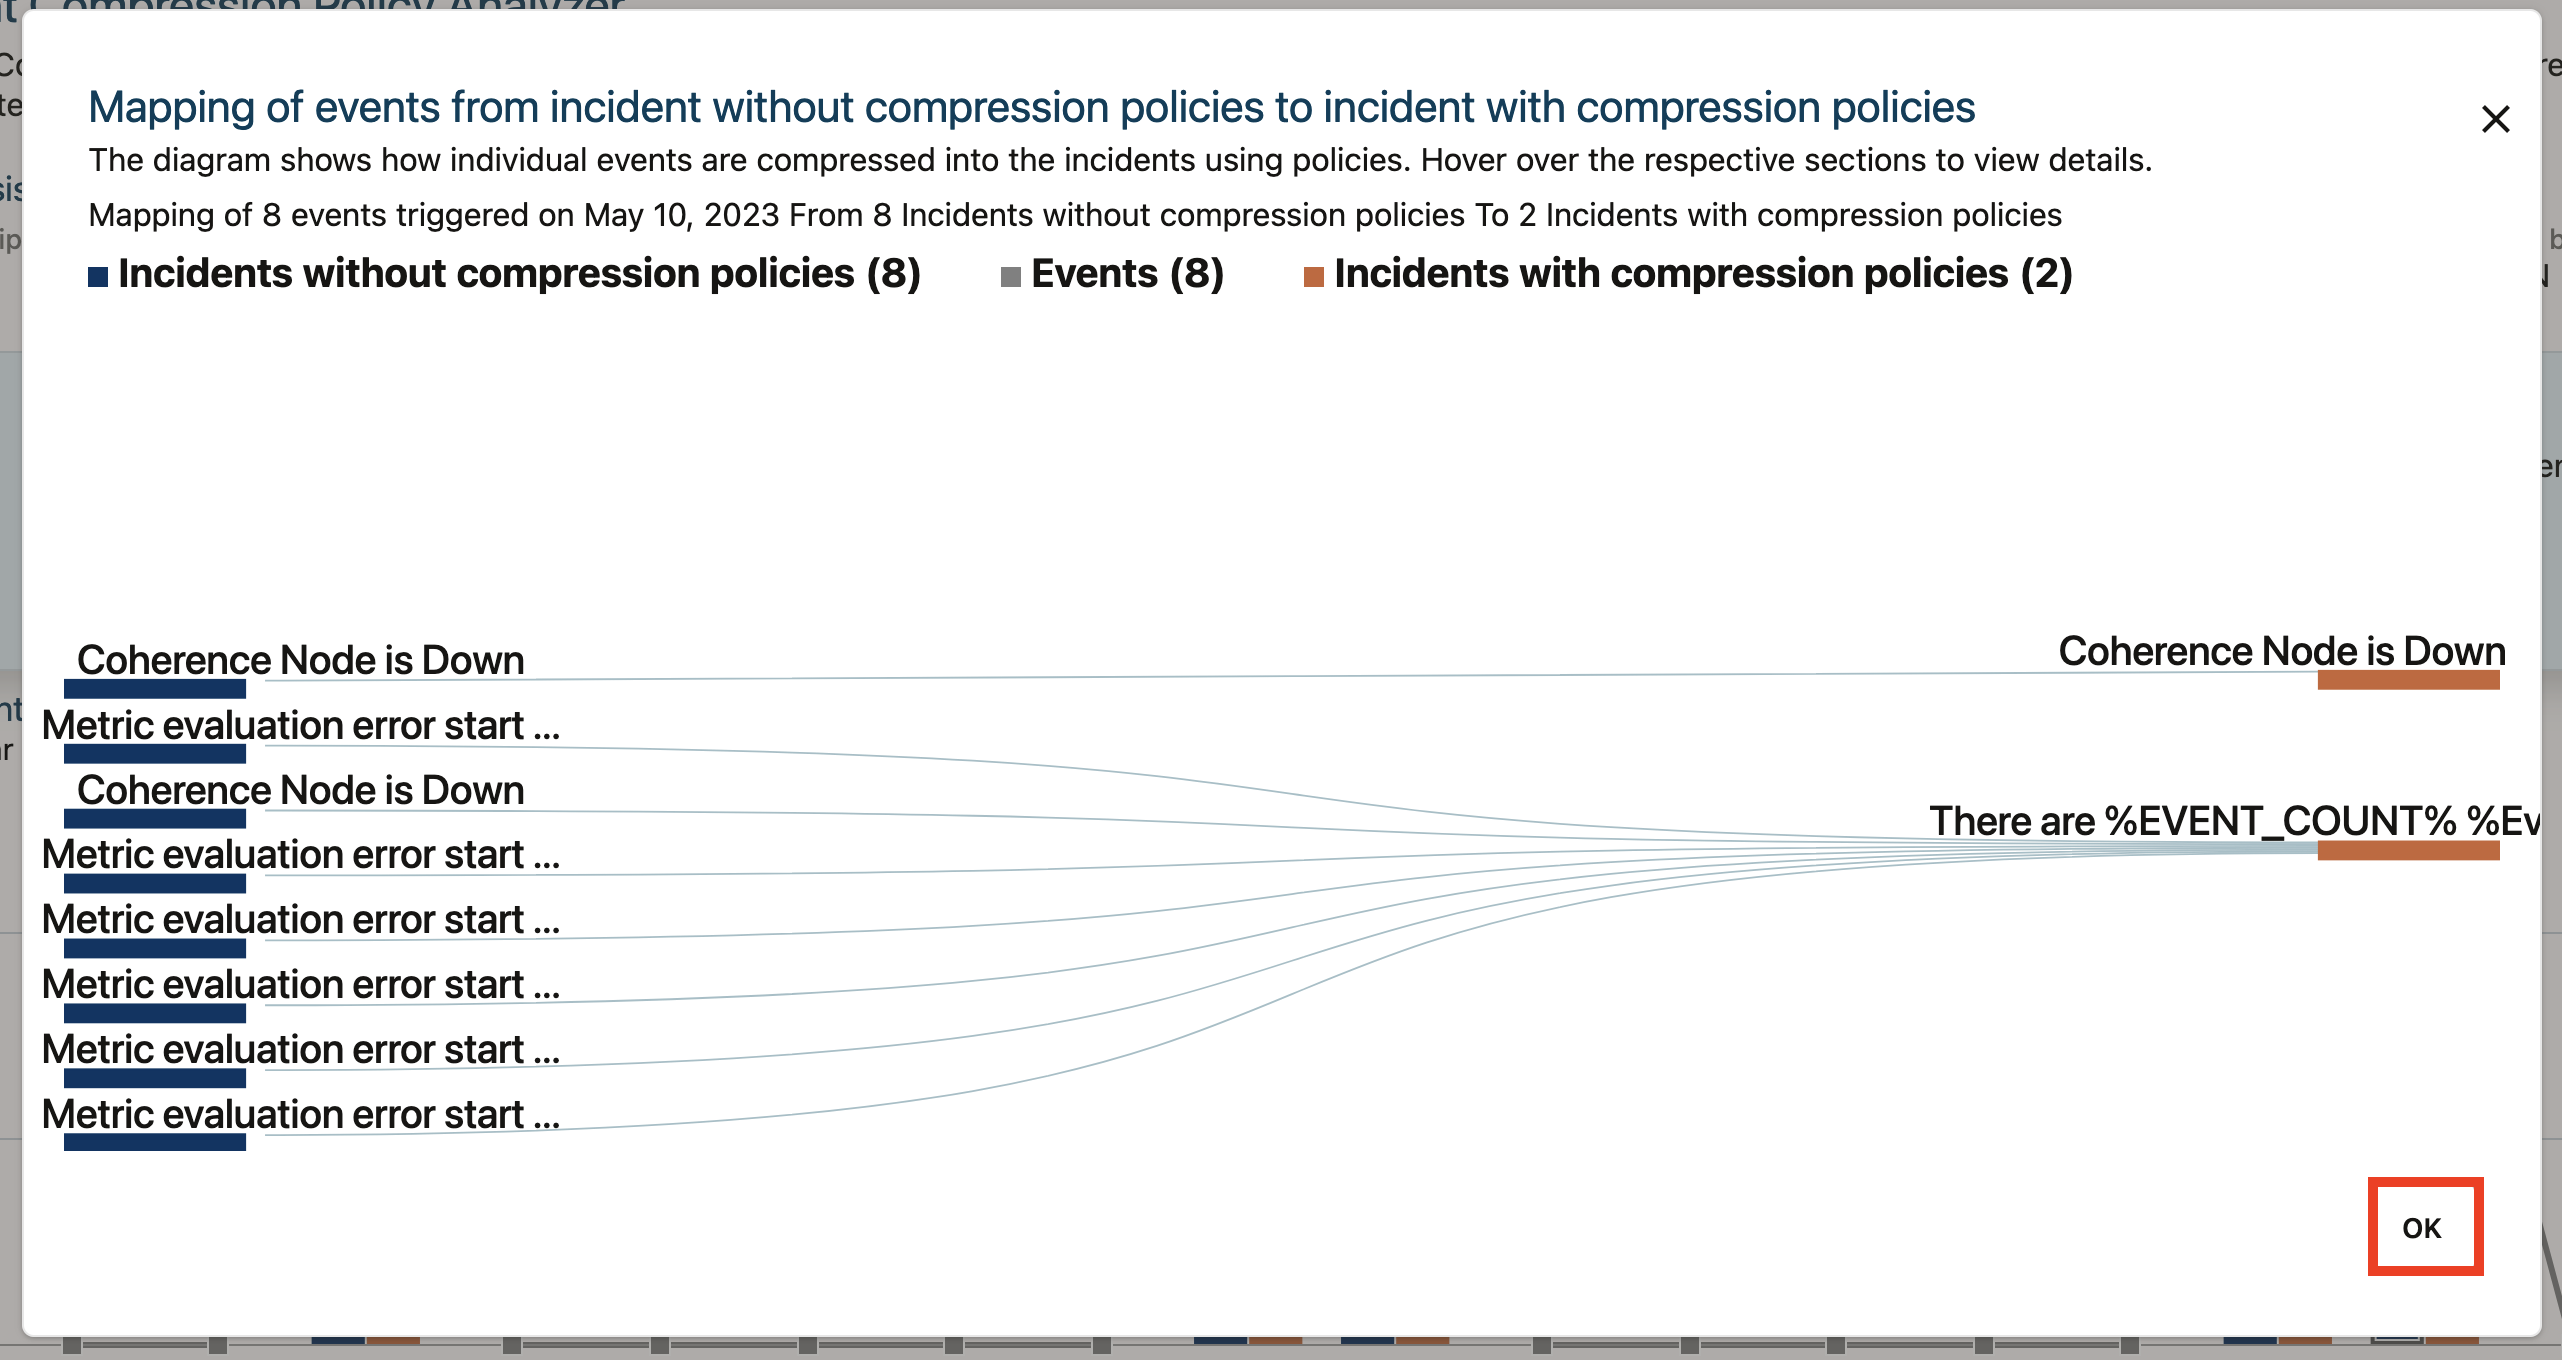 Compression Policy Analyzer
Mapping of events from incident without compression policies to incident with compression policies
The diagram shows how individual events are compressed into the incidents using policies. Hover over the respective sections to view details.
Mapping of 8 events triggered on May 10, 2023 From 8 Incidents without compression policies To 2 Incidents with compression policies
Incidents without compression policies (8) Events (8) Incidents with compression policies (2)
Coherence Node is Down
Metric evaluation error start ...
Coherence Node is Down
Metric evaluation error start ...
Metric evaluation error start ...
Metric evaluation error start ...
Metric evaluation error start ...
Metric evaluation error start ...
Coherence Node is Down
There are %EVENT_COUNT% %Ev
OK